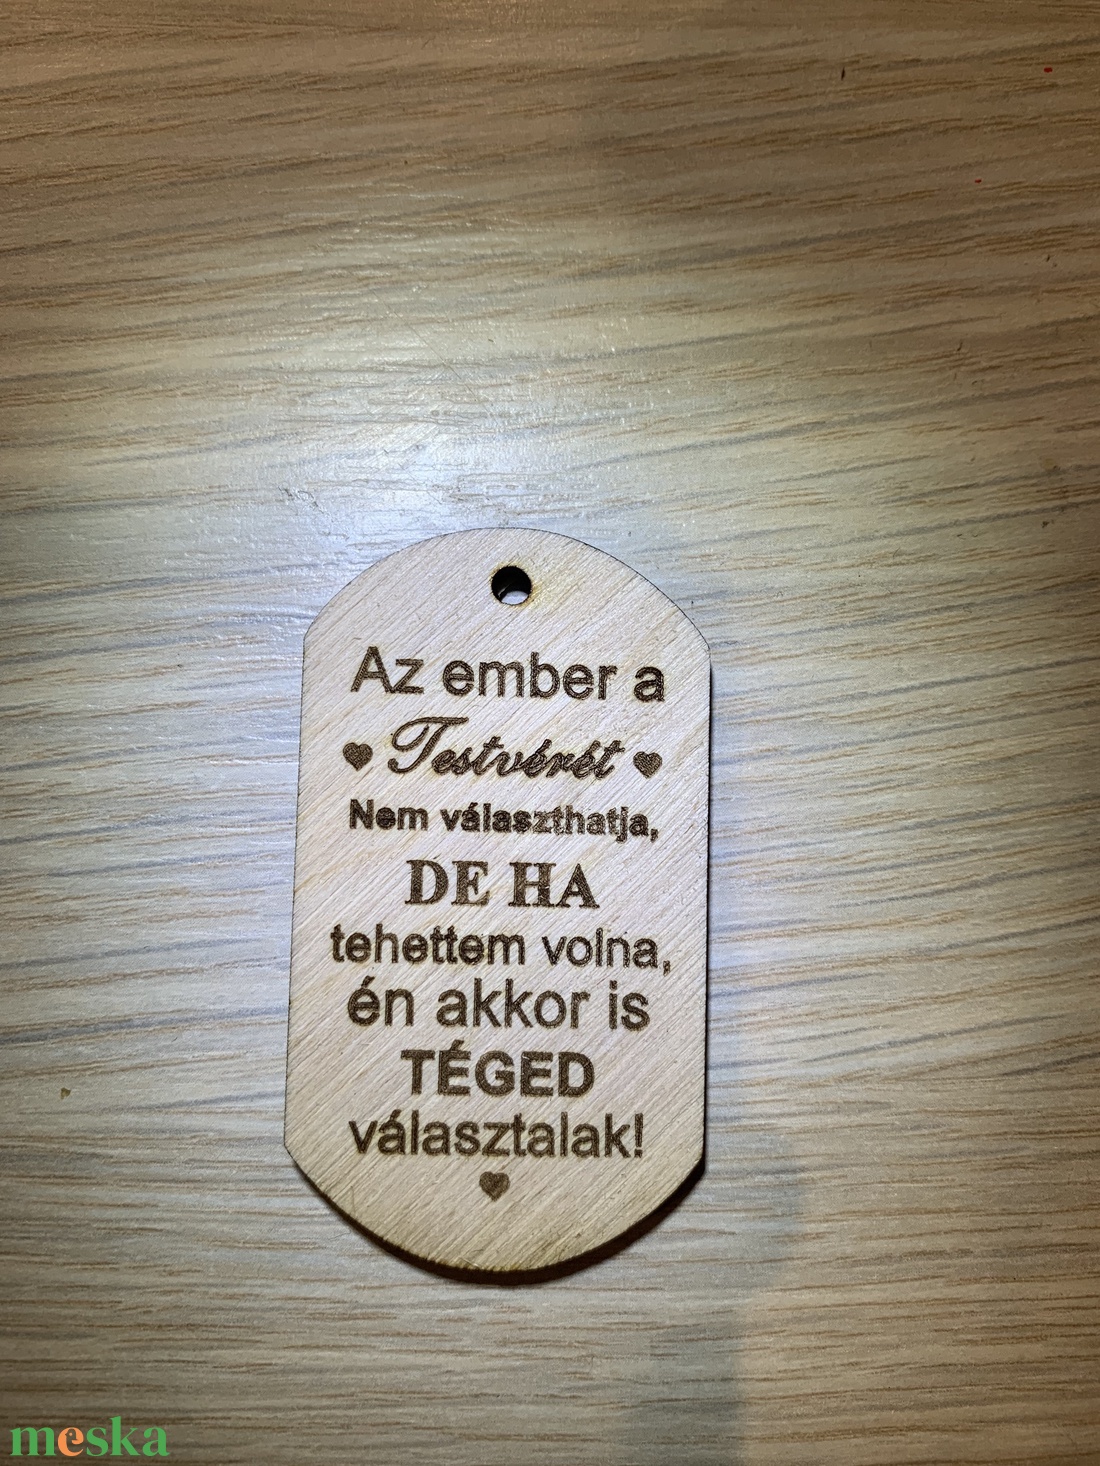 Az ember a
Testvérét
Nem választhatja,
DE HA
tehettem volna,
én akkor is
TÉGED
választalak!
meska